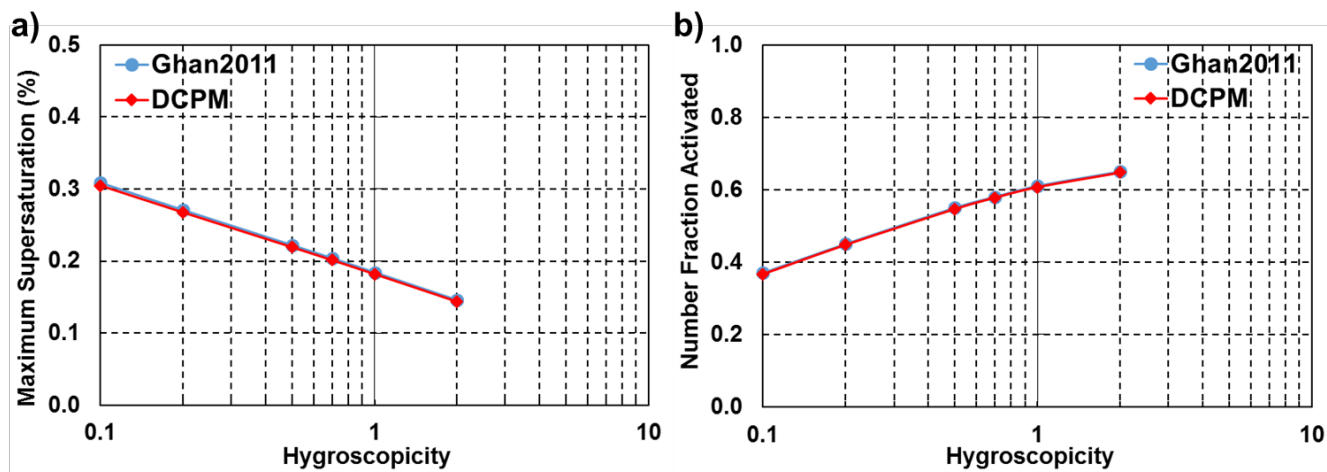 a)
Maximum Supersaturation (%)
0.5
0.4
0.3
0.2
0.1
0.0
Ghan2011
DCPM
0.1
1
10
Hygroscopicity
b)
Number Fraction Activated
1.0
0.8
0.6
0.4
0.2
0.0
Ghan2011
DCPM
0.1
1
10
Hygroscopicity